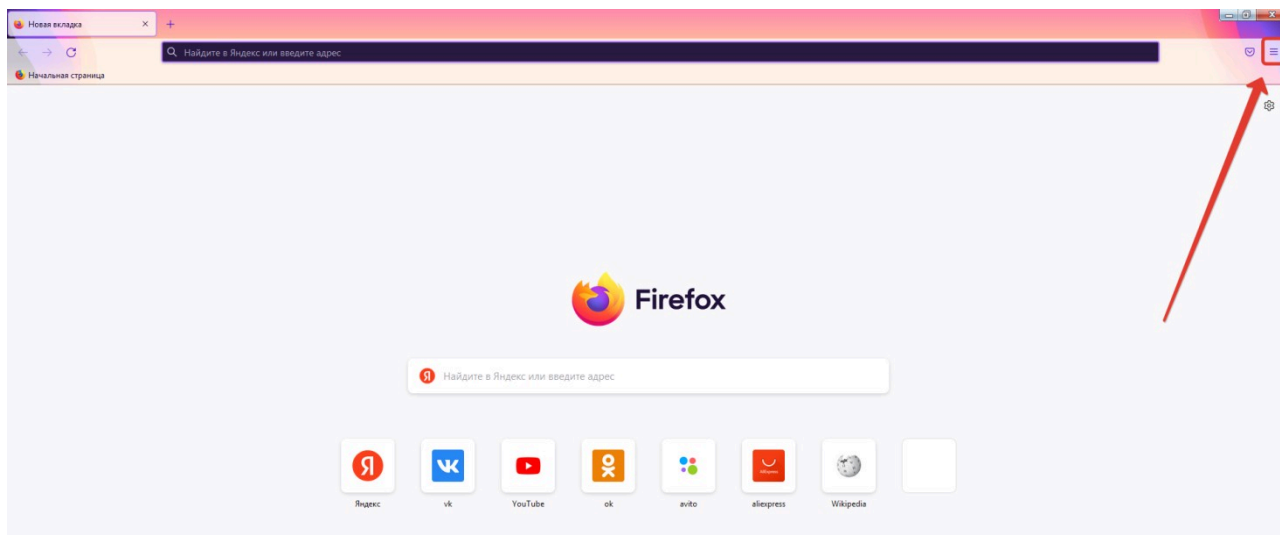 Новая вкладка
Найдите в Яндекс или введите адрес
Начальная страница
Firefox
Я Найдите в Яндекс или введите адрес
Я
AliExpress
Яндекс vk YouTube ok avito aliexpress Wikipedia